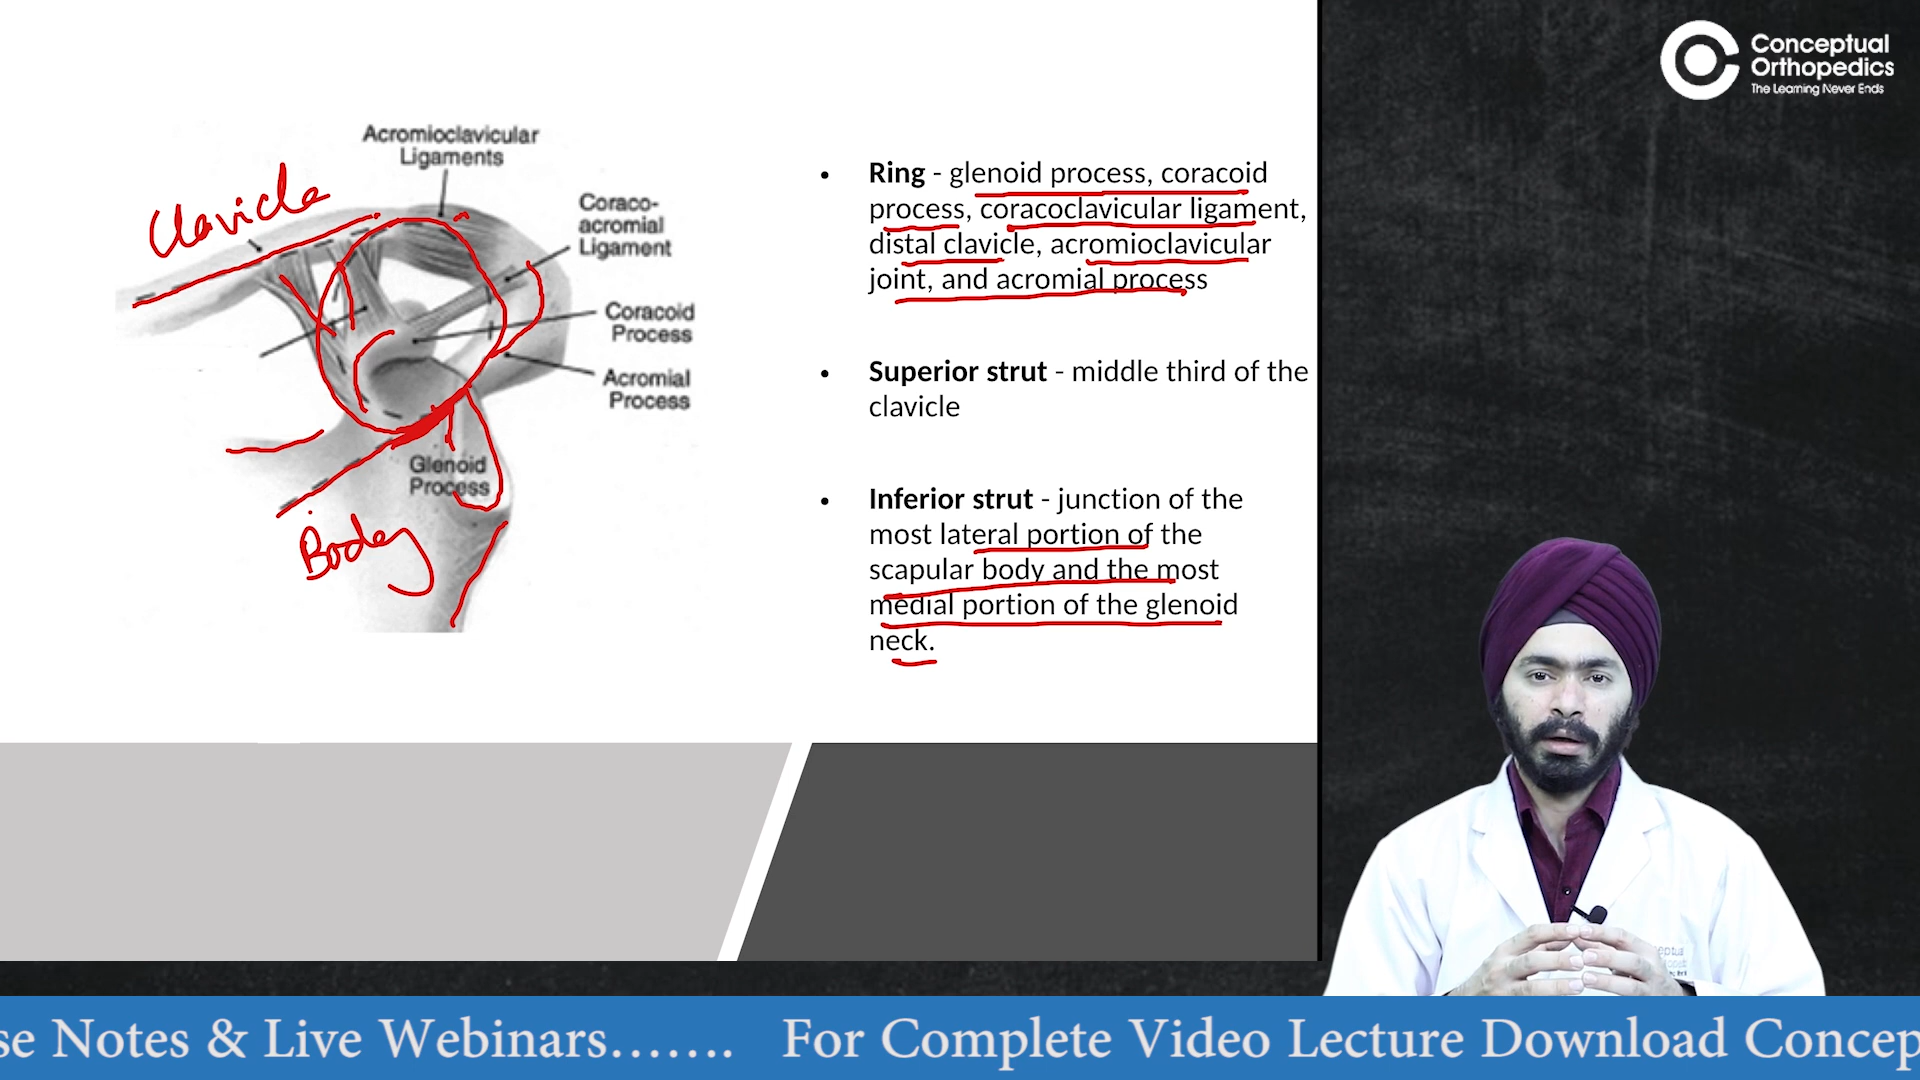 Conceptual
Orthopedics
The Learning Never Ends
Acromioclavicular
Ligaments
Clavicle
Coraco-
acromial
Ligament
Coracoid
Process
Acromial
Process
Glenoid
Process
Body
• Ring - glenoid process, coracoid
process, coracoclavicular ligament,
distal clavicle, acromioclavicular
joint, and acromial process
• Superior strut - middle third of the
clavicle
• Inferior strut - junction of the
most lateral portion of the
scapular body and the most
medial portion of the glenoid
neck.
se Notes & Live Webinars....... For Complete Video Lecture Download Concep